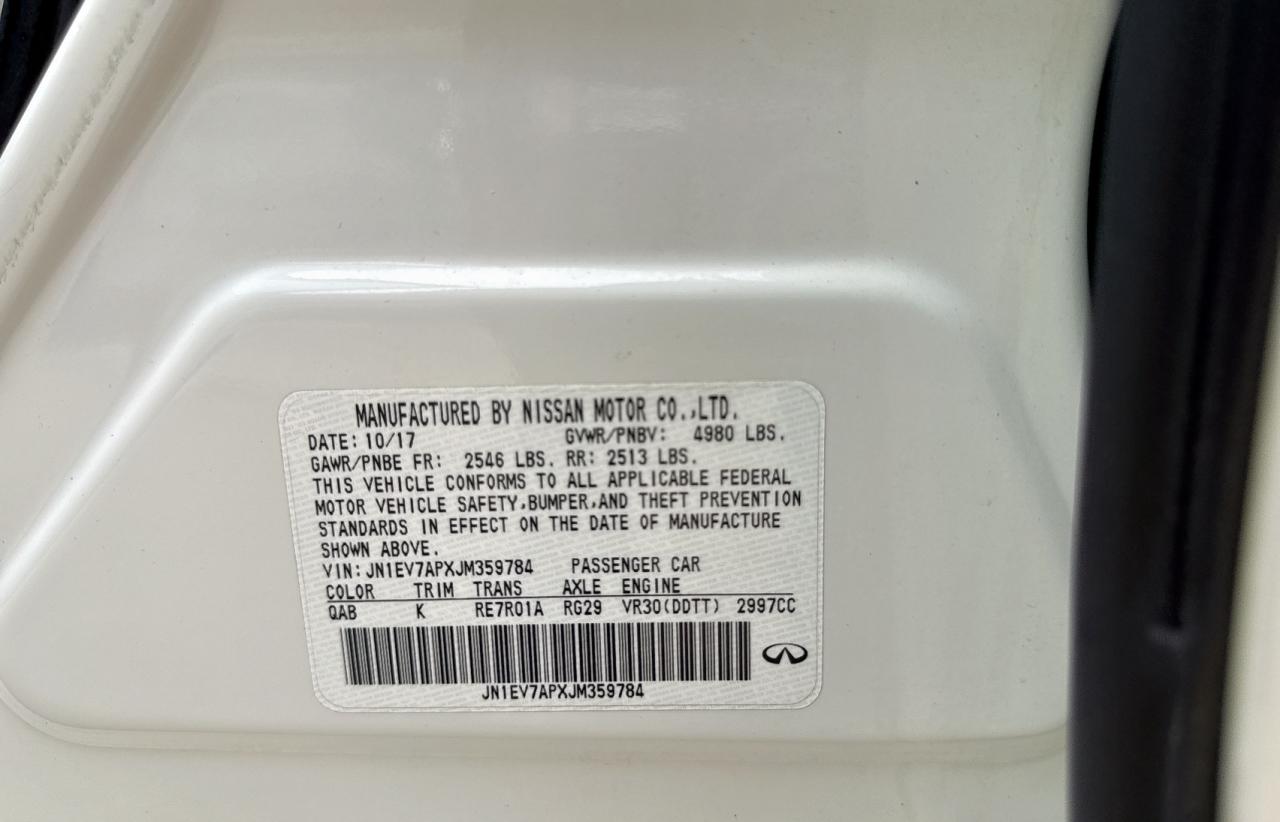 MANUFACTURED BY NISSAN MOTOR CO.,LTD.
DATE: 10/17 GVWR/PNBV: 4980 LBS.
GAWR/PNBE FR: 2546 LBS. RR: 2513 LBS.
THIS VEHICLE CONFORMS TO ALL APPLICABLE FEDERAL
MOTOR VEHICLE SAFETY,BUMPER,AND THEFT PREVENTION
STANDARDS IN EFFECT ON THE DATE OF MANUFACTURE
SHOWN ABOVE.
VIN: JN1EV7APXJM359784 PASSENGER CAR
COLOR TRIM TRANS AXLE ENGINE
QAB K RE7R01A RG29 VR30(DDTT) 2997CC
JN1EV7APXJM359784